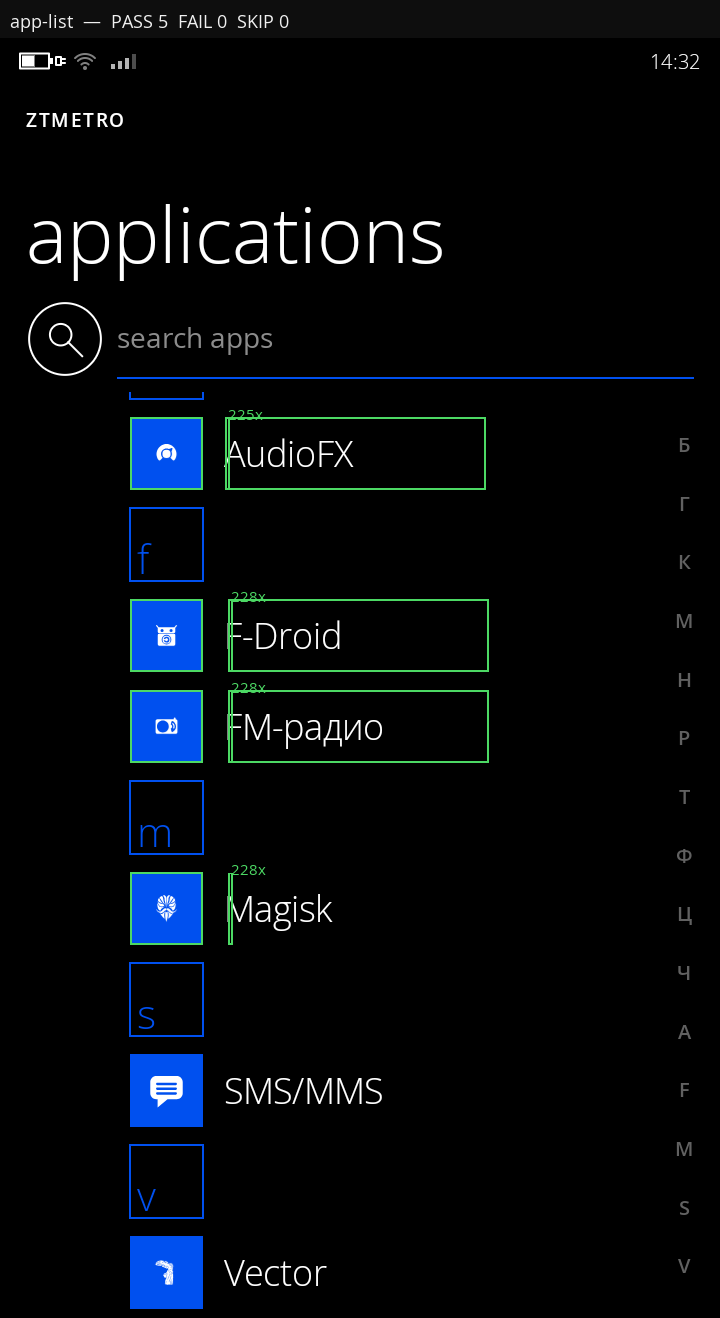 app-list — PASS 5 FAIL 0 SKIP 0
14:32
ZTMETRO
applications
search apps
225x
AudioFX
Б
f
Г
К
228x
F-Droid
М
Н
228x
FM-радио
Р
m
Т
Ф
228x
Magisk
Ц
s
Ч
А
SMS/MMS
F
v
M
S
Vector
V